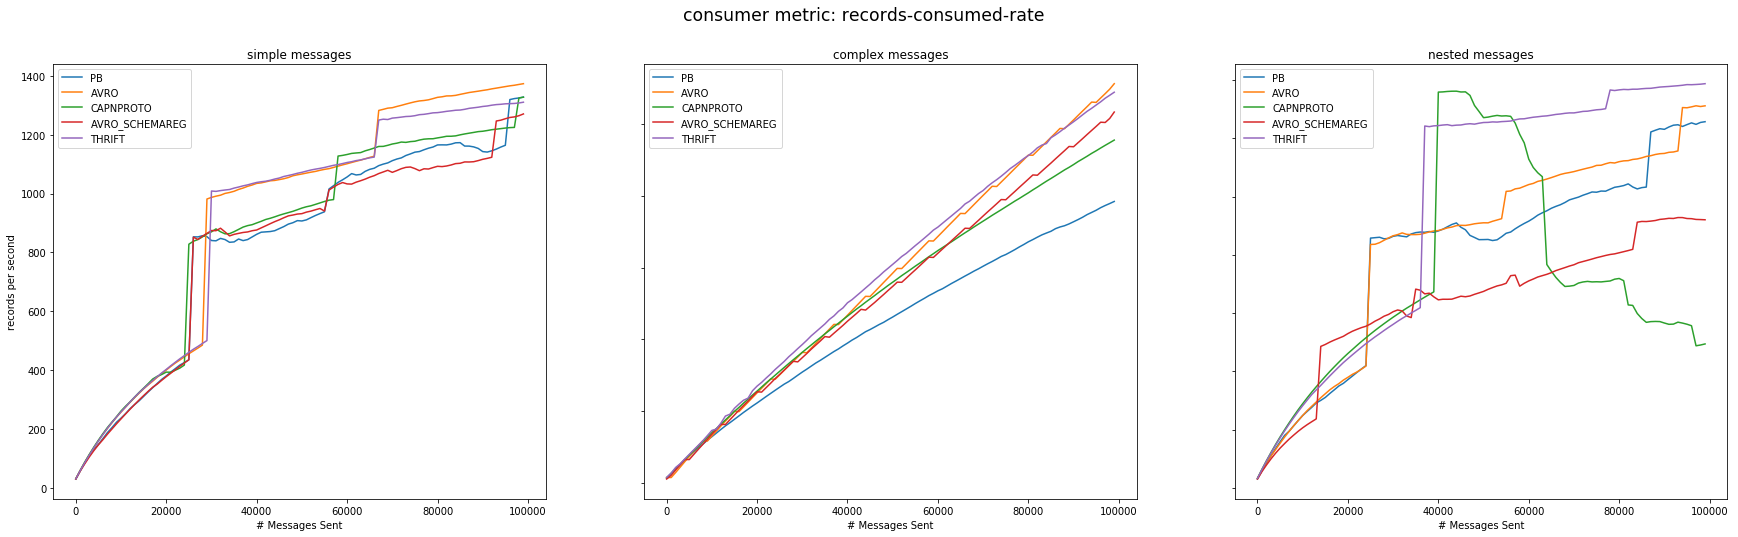 consumer metric: records-consumed-rate
simple messages
PB
AVRO
CAPNPROTO
AVRO_SCHEMAREG
THRIFT
1400
1200
1000
800
600
400
200
0
records per second
0 20000 40000 60000 80000 100000
# Messages Sent
complex messages
PB
AVRO
CAPNPROTO
AVRO_SCHEMAREG
THRIFT
0 20000 40000 60000 80000 100000
# Messages Sent
nested messages
PB
AVRO
CAPNPROTO
AVRO_SCHEMAREG
THRIFT
0 20000 40000 60000 80000 100000
# Messages Sent